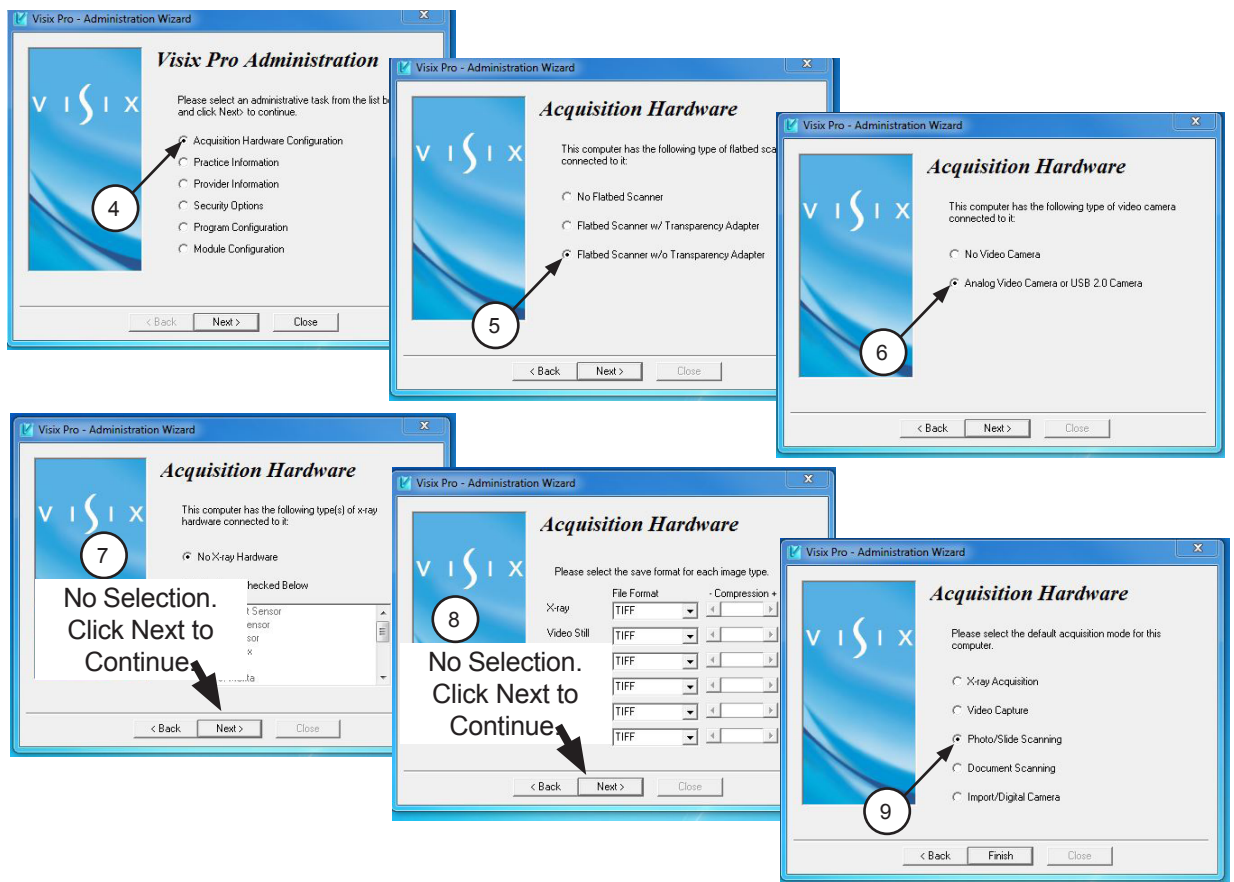 Visix Pro - Administration Wizard
Visix Pro Administration
VISIX
Please select an administrative task from the list
and click Next> to continue.
Acquisition Hardware Configuration
Practice Information
Provider Information
Security Options
Program Configuration
Module Configuration
4
< Back Next > Close
Visix Pro - Administration Wizard
Acquisition Hardware
VISIX
This computer has the following type of flatbed
connected to it:
No Flatbed Scanner
Flatbed Scanner w/ Transparency Adapter
Flatbed Scanner w/o Transparency Adapter
5
< Back Next > Close
Visix Pro - Administration Wizard
Acquisition Hardware
VISIX
This computer has the following type of video camera
connected to it:
No Video Camera
Analog Video Camera or USB 2.0 Camera
6
< Back Next > Close
Visix Pro - Administration Wizard
Acquisition Hardware
VISIX
This computer has the following type(s) of x-ray
hardware connected to it:
7
No X-ray Hardware
Below
Sensor
No Selection.
Click Next to
Continue.
< Back Next > Close
Visix Pro - Administration Wizard
Acquisition Hardware
VISIX
Please select the save format for each image type.
File Format - Compression +
X-ray TIFF
8
Video Still TIFF
TIFF
TIFF
TIFF
TIFF
No Selection.
Click Next to
Continue.
< Back Next > Close
Visix Pro - Administration Wizard
Acquisition Hardware
VISIX
Please select the default acquisition mode for this
computer.
X-ray Acquisition
Video Capture
Photo/Slide Scanning
Document Scanning
Import/Digital Camera
9
< Back Finish Close